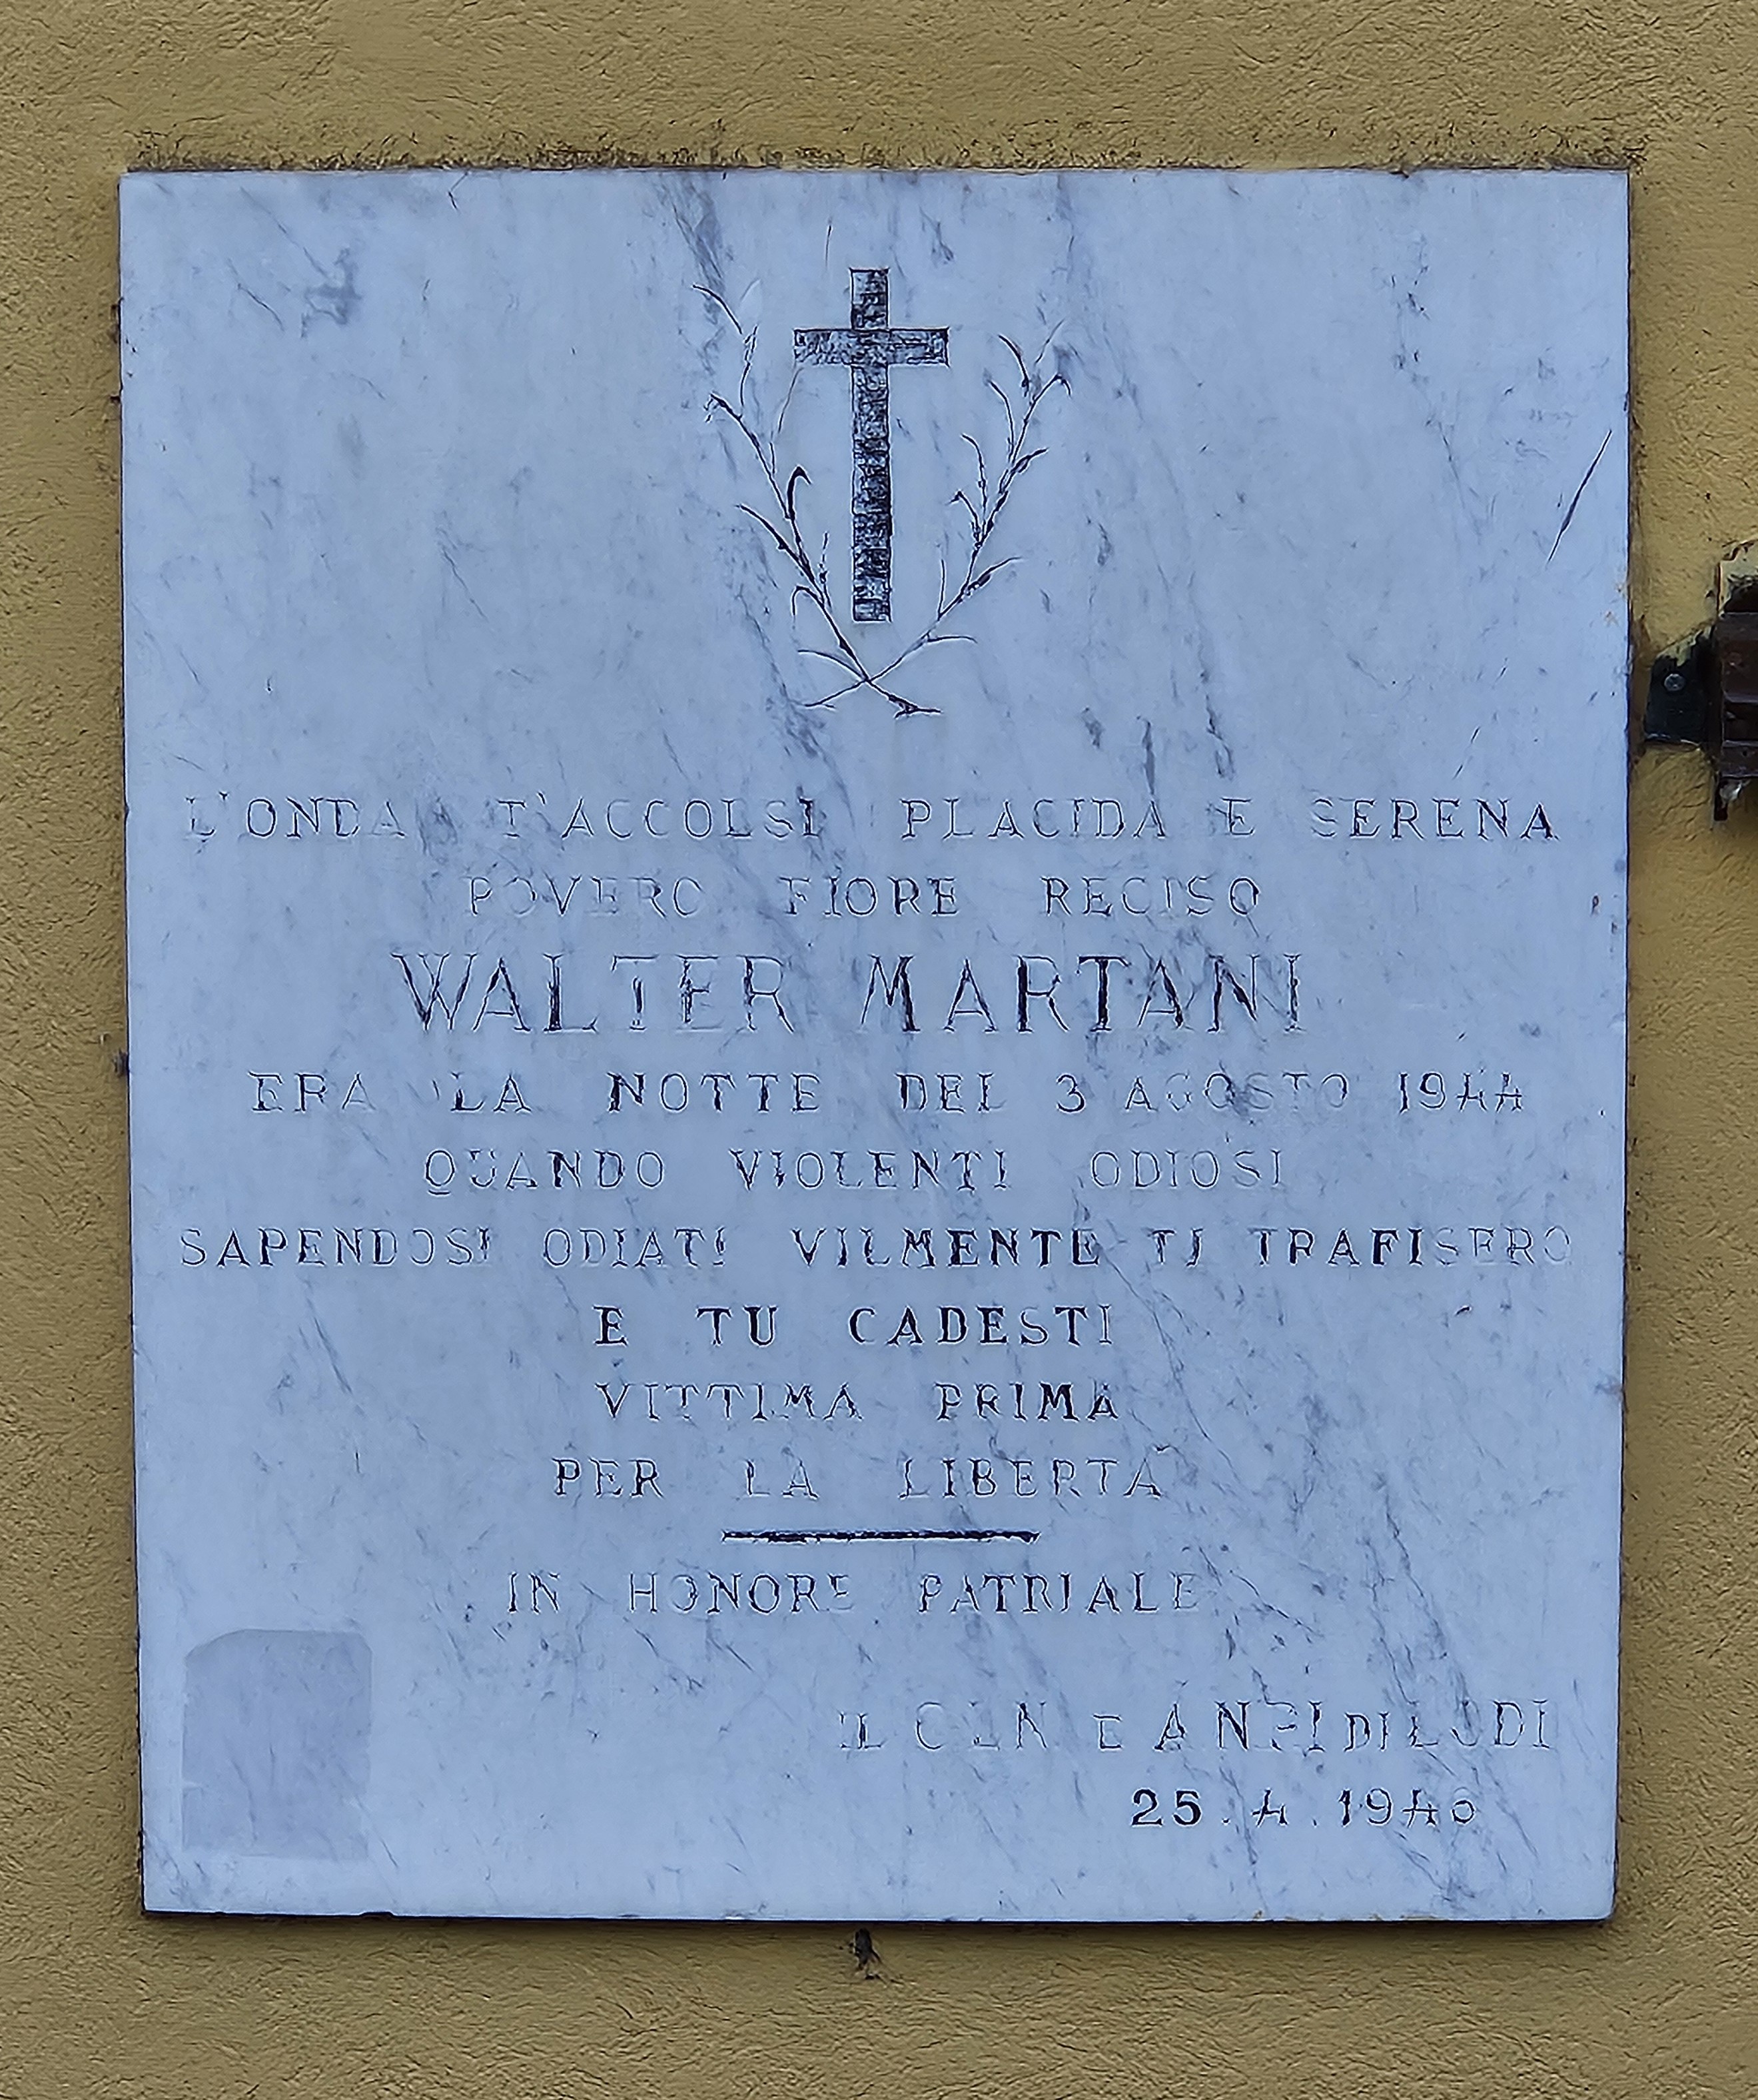 L'ONDA T'ACCOLSE PLACIDA E SERENA
POVERO FIORE RECISO
WALTER MARTANI
ERA LA NOTTE DEL 3 AGOSTO 1944
QUANDO VIOLENTI ODIOSI
SAPENDOSI ODIATI VILMENTE TI TRAFISERO
E TU CADESTI
VITTIMA PRIMA
PER LA LIBERTÀ
IN HONORE PATRIALE
IL CLN E ANPI DI LODI
25.4.1946